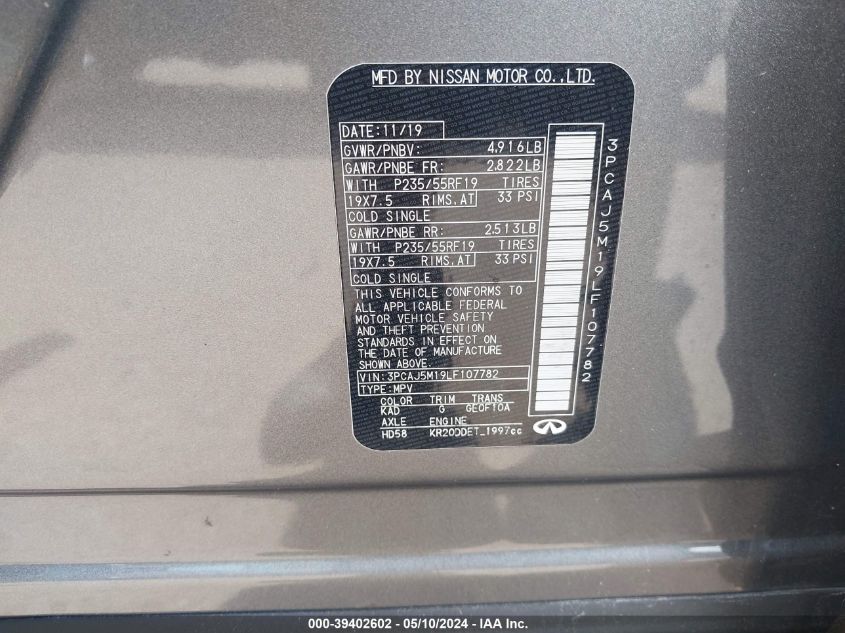 MFD BY NISSAN MOTOR CO.,LTD.
DATE:11/19
GVWR/PNBV: 4,916LB
GAWR/PNBE FR: 2,822LB
WITH P235/55RF19 TIRES
19X7.5 RIMS,AT 33 PSI
COLD SINGLE
GAWR/PNBE RR: 2,513LB
WITH P235/55RF19 TIRES
19X7.5 RIMS,AT 33 PSI
COLD SINGLE
THIS VEHICLE CONFORMS TO
ALL APPLICABLE FEDERAL
MOTOR VEHICLE SAFETY
AND THEFT PREVENTION
STANDARDS IN EFFECT ON
THE DATE OF MANUFACTURE
SHOWN ABOVE.
VIN:3PCAJ5M19LF107782
TYPE:MPV
COLOR TRIM TRANS
KAD G GE0F10A
AXLE ENGINE
HD58 KR20DDET_1997cc
3PCAJ5M19LF107782
000-39402602 - 05/10/2024 - IAA, Inc.